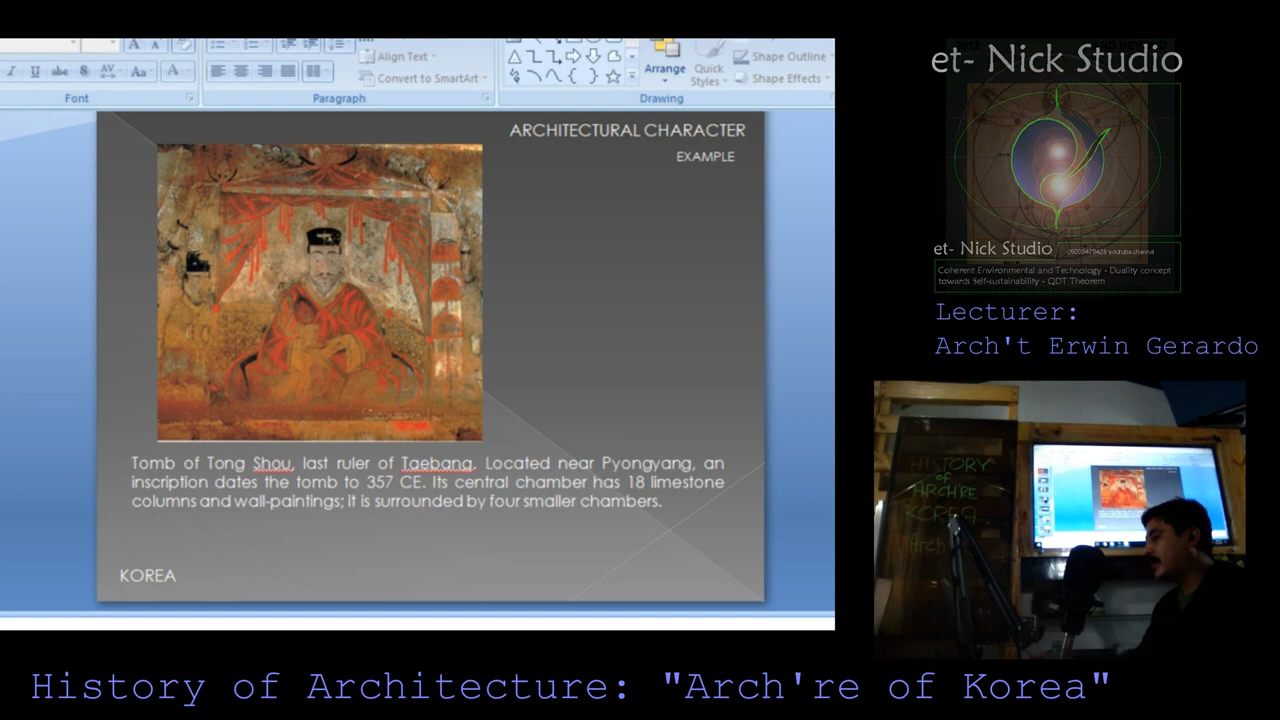 Align Text
Convert to SmartArt
Arrange
Quick
Styles
Shape Outline
Shape Effects
Font
Paragraph
Drawing
ARCHITECTURAL CHARACTER
EXAMPLE
Tomb of Tong Shou, last ruler of Taebang. Located near Pyongyang, an
inscription dates the tomb to 357 CE. Its central chamber has 18 limestone
columns and wall-paintings; it is surrounded by four smaller chambers.
KOREA
et- Nick Studio
et- Nick Studio
09205479428 youtube channel
Coherent Environmental and Technology - Duality concept
towards Self-sustainability - QDT Theorem
Lecturer:
Arch't Erwin Gerardo
HISTORY
of
ARCH'RE
KOREA
Arch
History of Architecture: "Arch're of Korea"